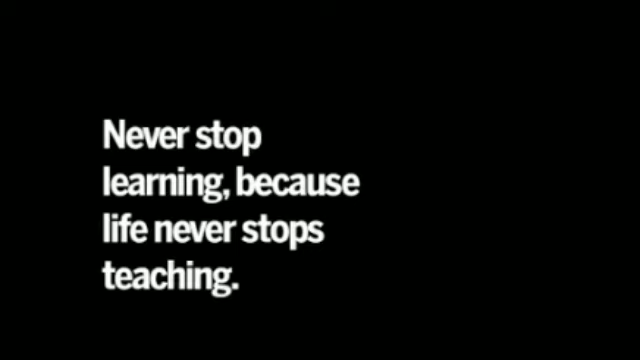 Never stop
learning, because
life never stops
teaching.